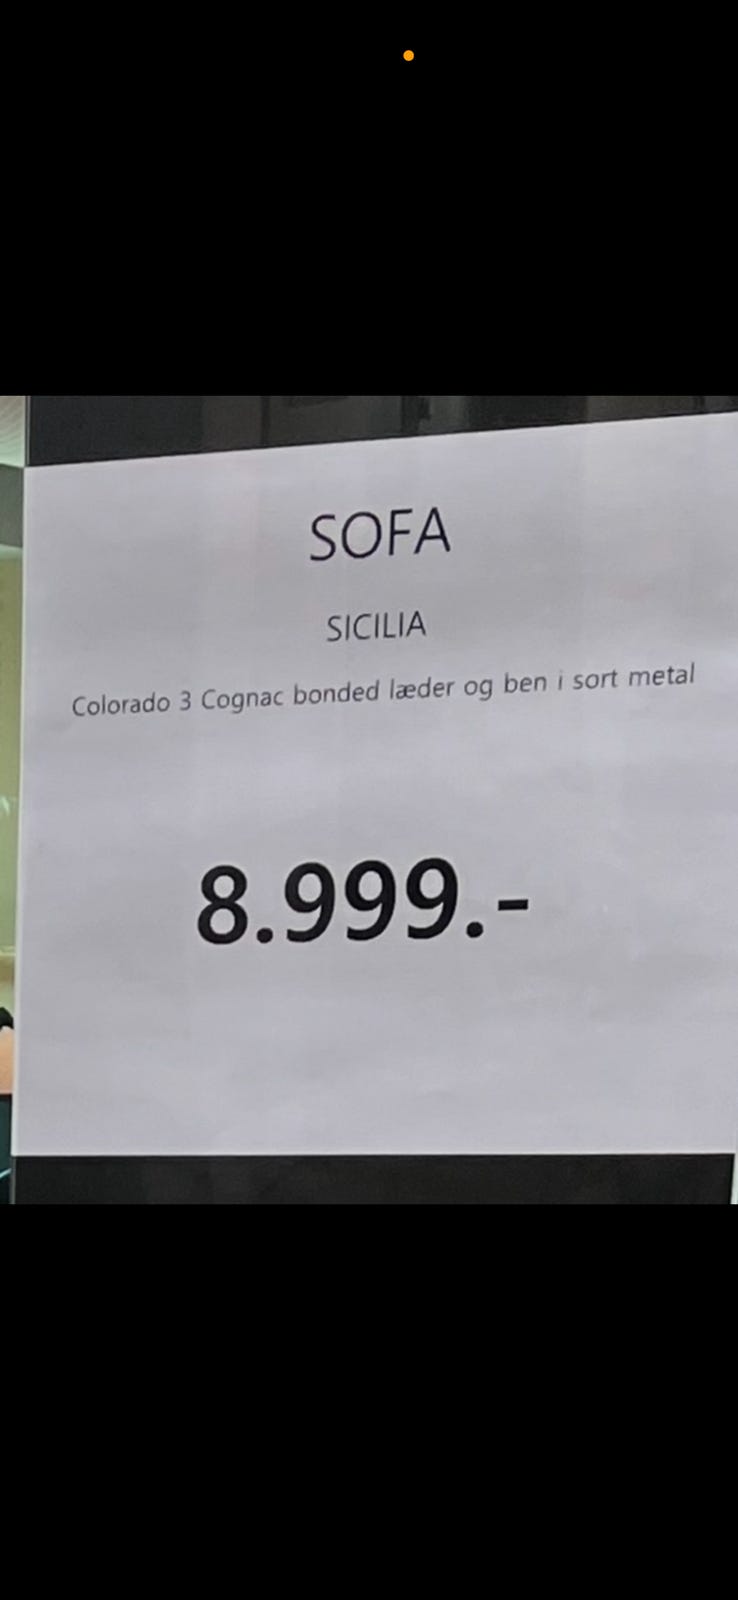 SOFA
SICILIA
Colorado 3 Cognac bonded læder og ben i sort metal
8.999.-